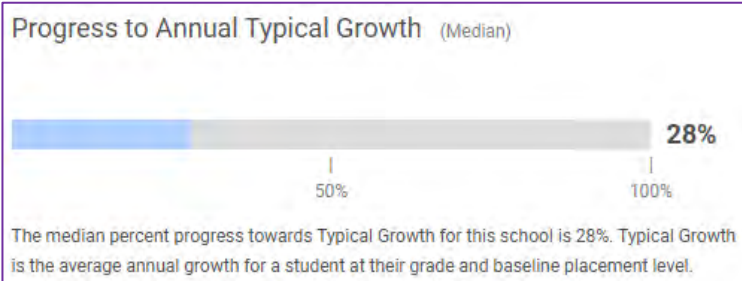 Progress to Annual Typical Growth (Median)
28%
50%
100%
The median percent progress towards Typical Growth for this school is 28%. Typical Growth
is the average annual growth for a student at their grade and baseline placement level.